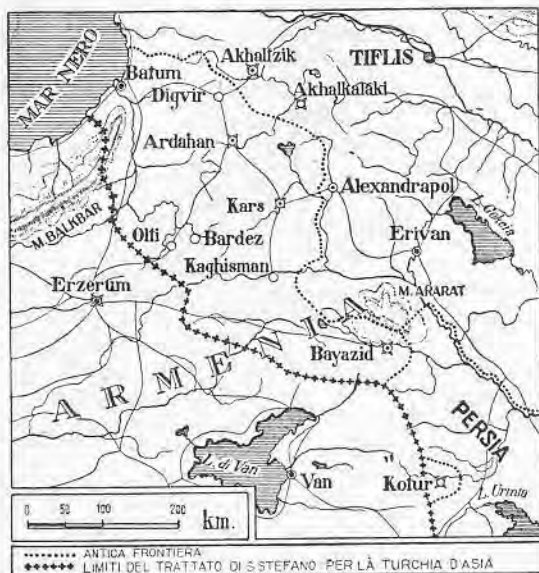 MAR NERO
Batum
Akhaltzik
TIFLIS
Digvir
Akhalkalaki
Ardahan
M. BALKBAR
Kars
Alexandrapol
L. Gokcia
Olti
Bardez
Erivan
Kaghisman
Erzerum
M. ARARAT
ARMENIA
Bayazid
PERSIA
L. di Van
Van
Kotur
L. Urmia
0 50 100 200
km.
ANTICA FRONTIERA
LIMITI DEL TRATTATO DI S.STEFANO PER LA TURCHIA D'ASIA